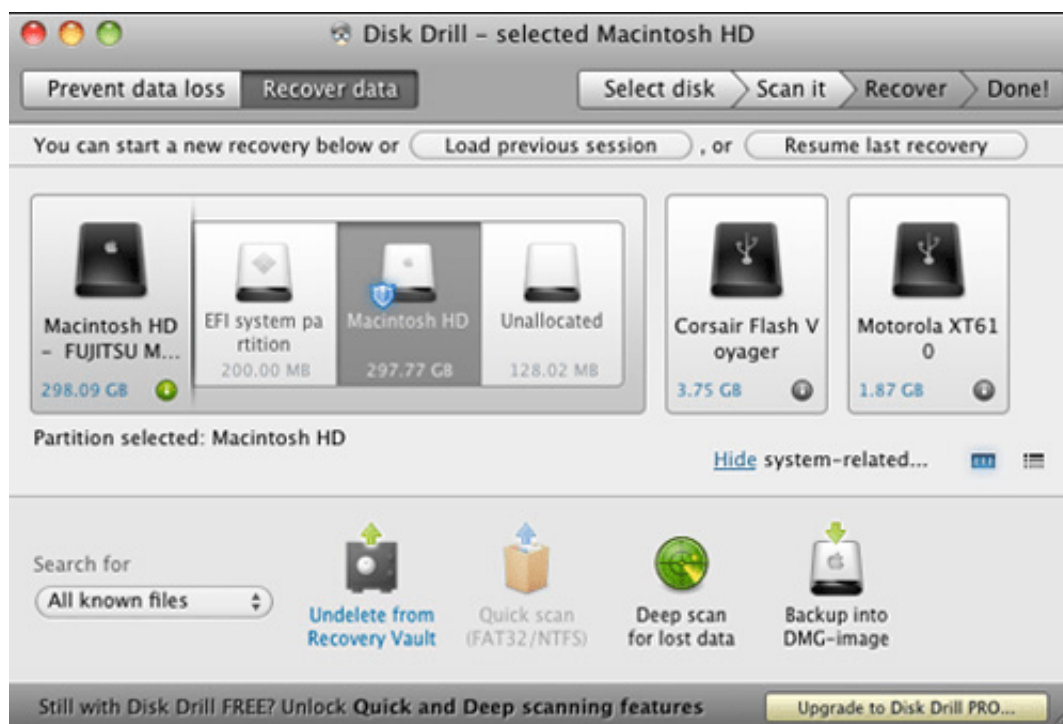 Disk Drill – selected Macintosh HD
Prevent data loss Recover data Select disk Scan it Recover Done!
You can start a new recovery below or Load previous session , or Resume last recovery
Macintosh HD
– FUJITSU M...
298.09 GB
EFI system pa
rtition
200.00 MB
Macintosh HD
297.77 GB
Unallocated
128.02 MB
Corsair Flash V
oyager
3.75 GB
Motorola XT61
0
1.87 GB
Partition selected: Macintosh HD
Hide system-related...
Search for
All known files
Undelete from
Recovery Vault
Quick scan
(FAT32/NTFS)
Deep scan
for lost data
Backup into
DMG-image
Still with Disk Drill FREE? Unlock Quick and Deep scanning features Upgrade to Disk Drill PRO...